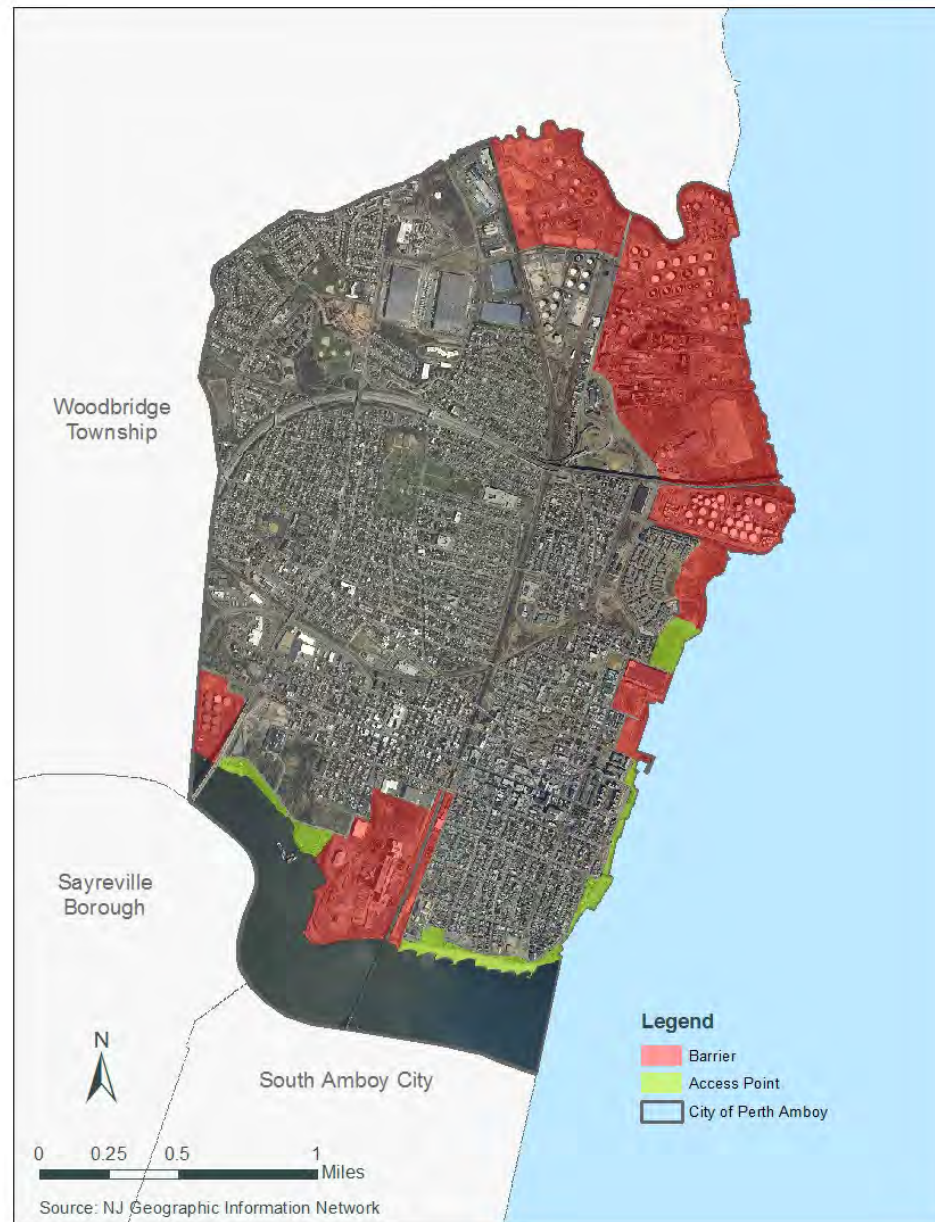 Woodbridge
Township
Sayreville
Borough
N
South Amboy City
Legend
Barrier
Access Point
City of Perth Amboy
0 0.25 0.5 1
Miles
Source: NJ Geographic Information Network